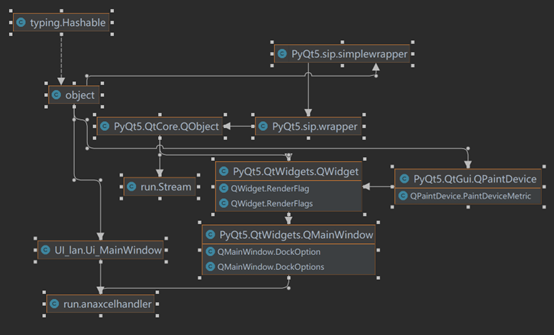 typing.Hashable
PyQt5.sip.simplewrapper
object
PyQt5.QtCore.QObject
PyQt5.sip.wrapper
PyQt5.QtWidgets.QWidget
QWidget.RenderFlag
QWidget.RenderFlags
PyQt5.QtGui.QPaintDevice
QPaintDevice.PaintDeviceMetric
run.Stream
PyQt5.QtWidgets.QMainWindow
QMainWindow.DockOption
QMainWindow.DockOptions
UI_lan.Ui_MainWindow
run.anaxcelhandler